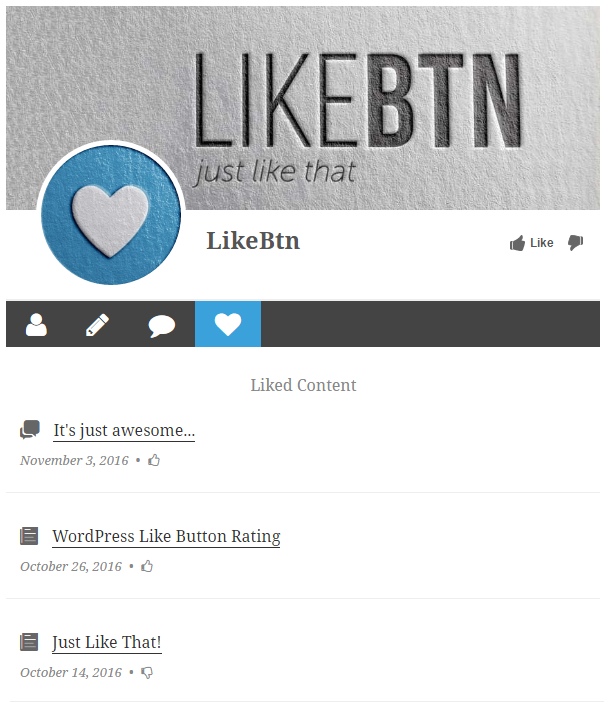 LIKEBTN
just like that
LikeBtn
Like
Liked Content
It's just awesome...
November 3, 2016 •
WordPress Like Button Rating
October 26, 2016 •
Just Like That!
October 14, 2016 •